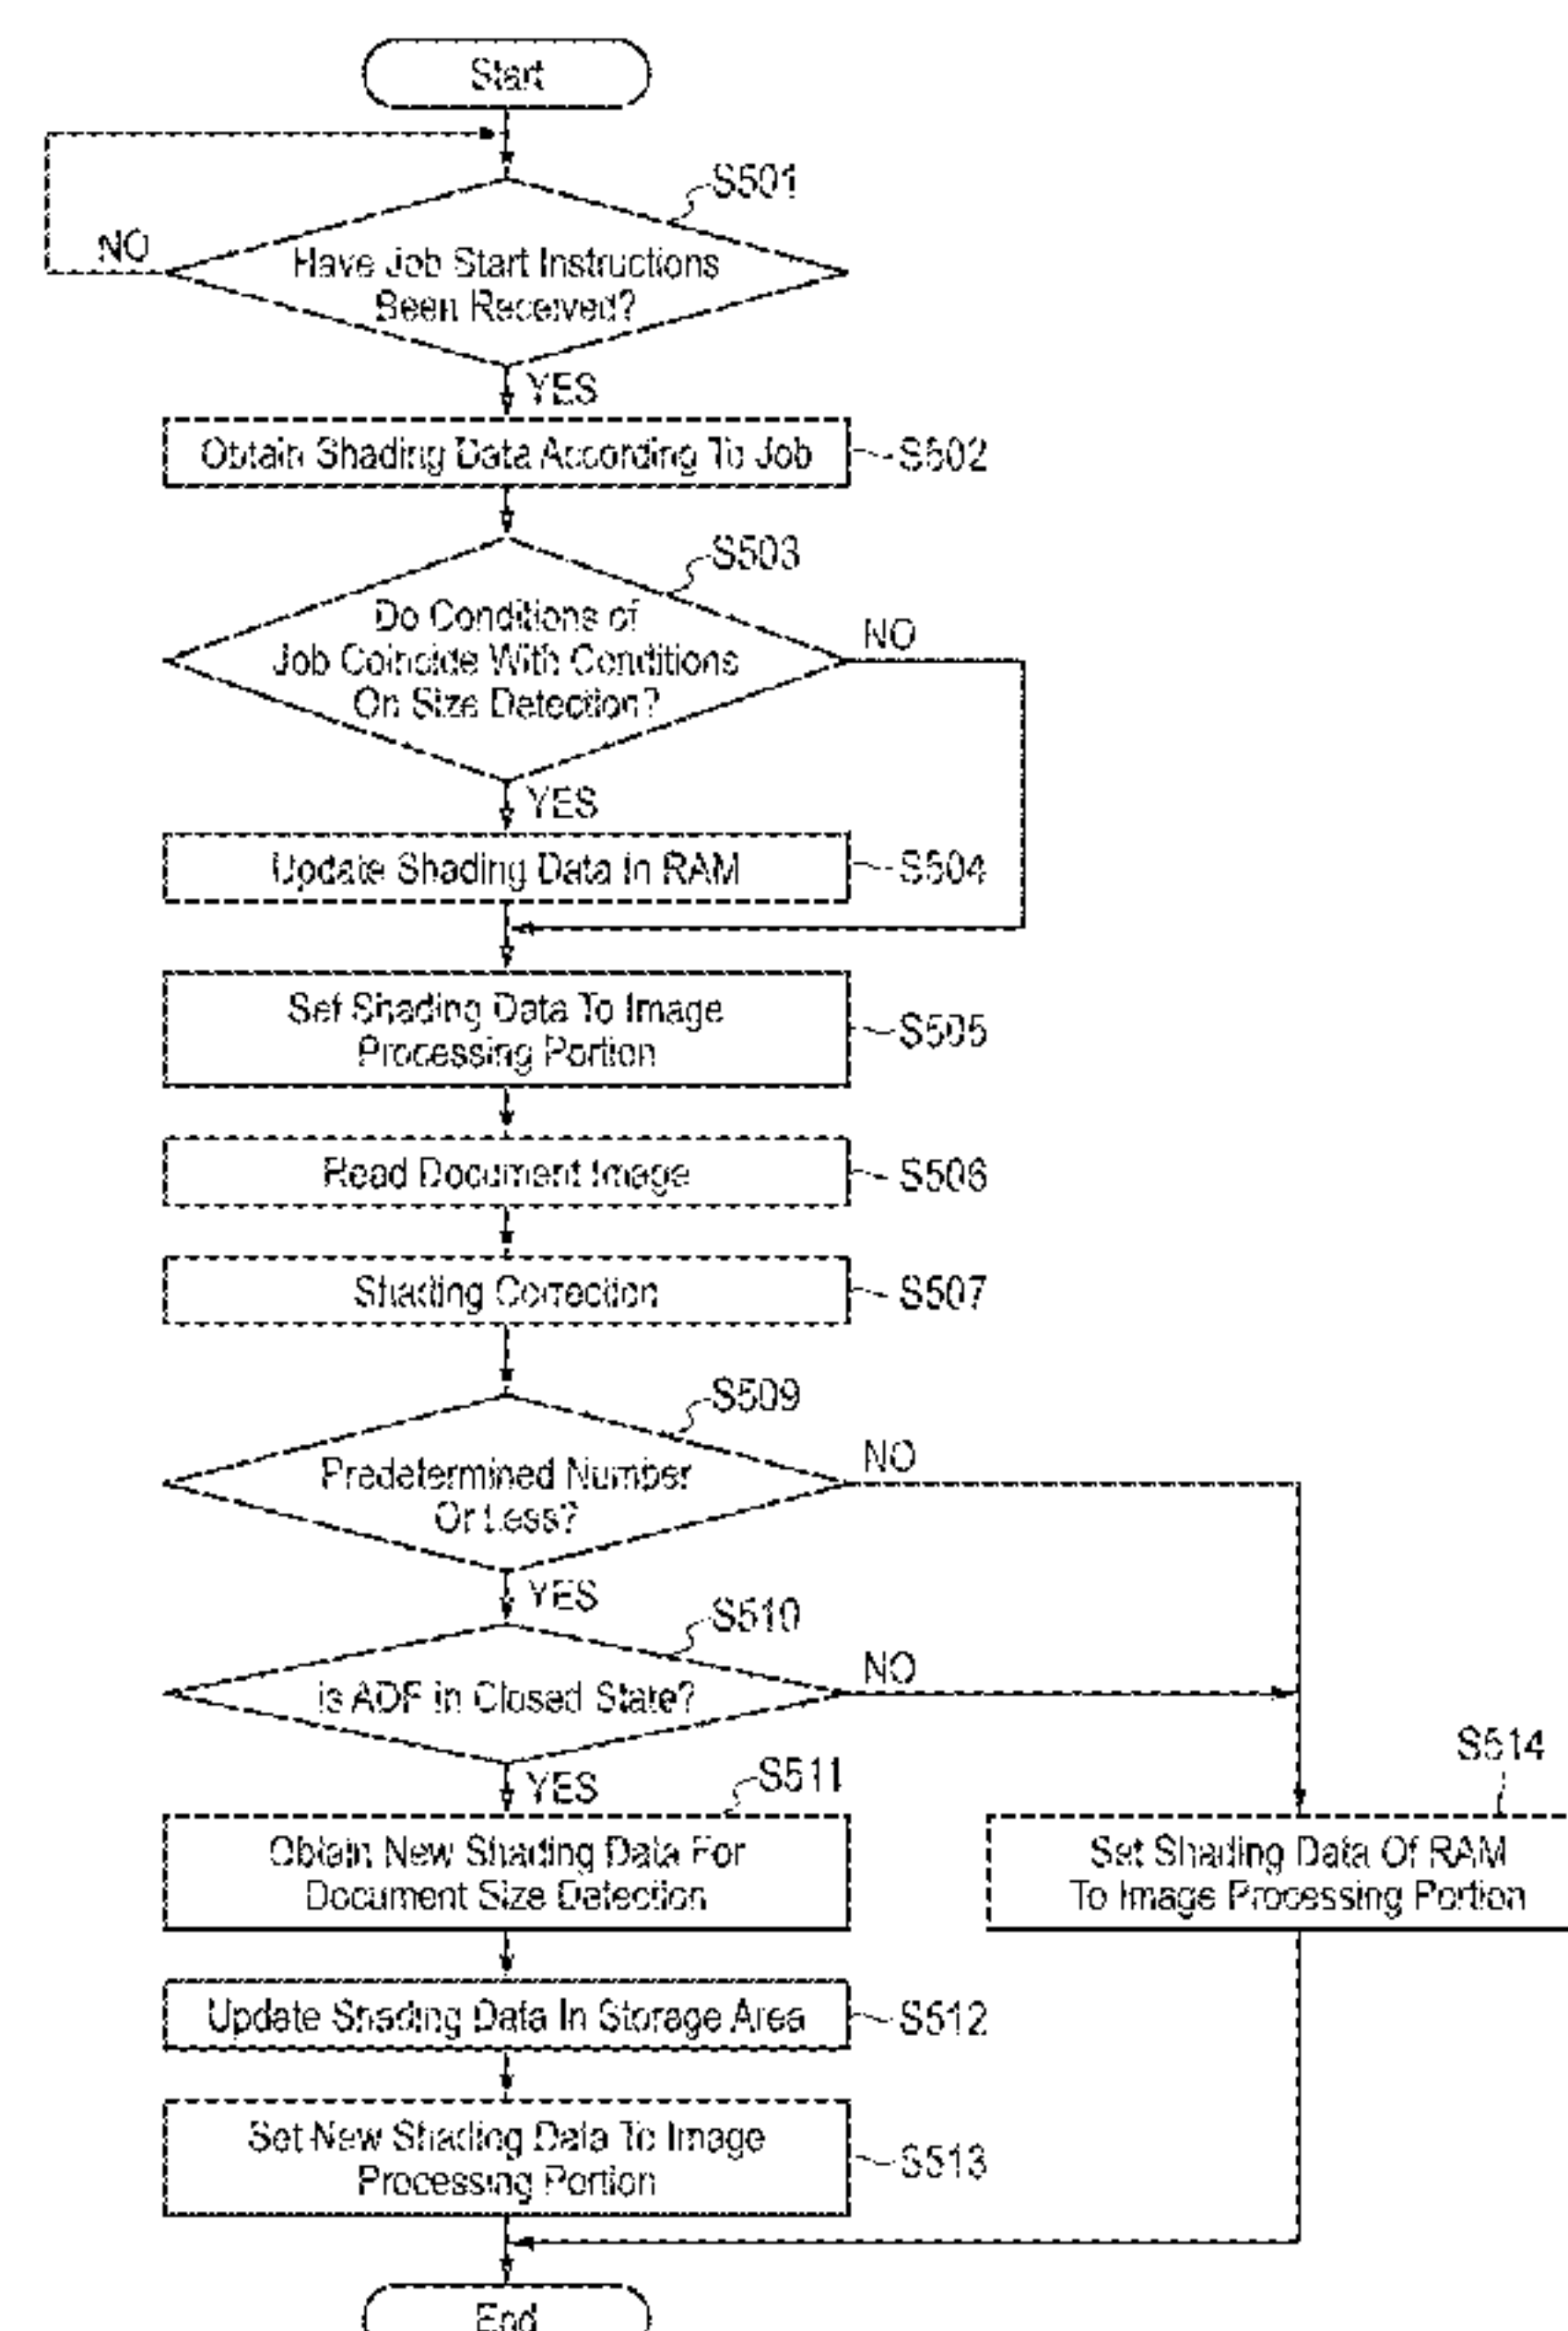 Start
S501
NO
Have Job Start Instructions
Been Received?
YES
Obtain Shading Data According To Job
S502
S503
Do Conditions of
Job Coincide With Conditions
On Size Detection?
NO
YES
Update Shading Data In RAM
S504
Set Shading Data To Image
Processing Portion
S505
Read Document Image
S506
Shading Correction
S507
S509
Predetermined Number
Or Less?
NO
YES
S510
is ADF in Closed State?
NO
YES
S511
S514
Obtain New Shading Data For
Document Size Detection
Set Shading Data Of RAM
To Image Processing Portion
Update Shading Data In Storage Area
S512
Set New Shading Data To Image
Processing Portion
S513
End